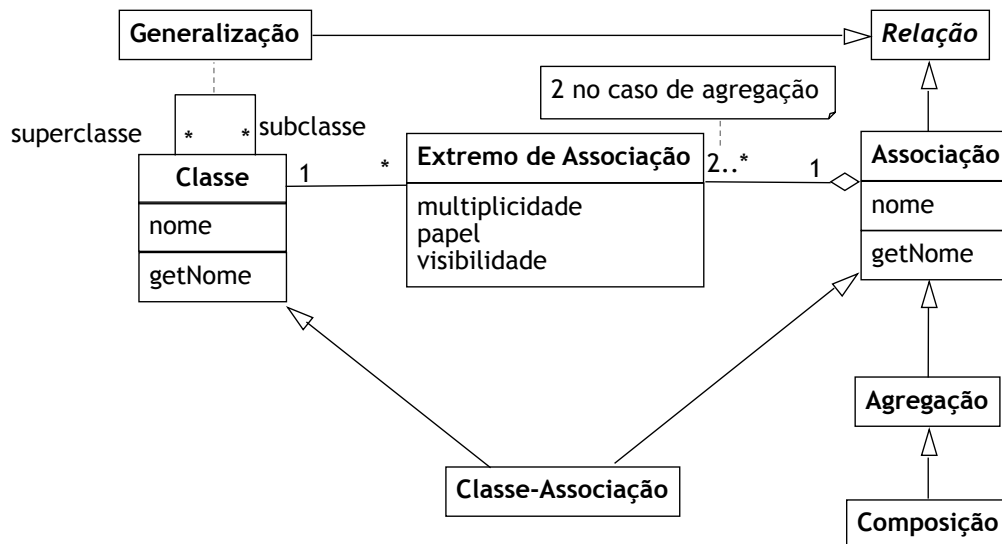 Generalização
Relação
2 no caso de agregação
superclasse
*
*
subclasse
Classe
nome
getNome
1
*
Extremo de Associação
multiplicidade
papel
visibilidade
2..*
1
Associação
nome
getNome
Agregação
Classe-Associação
Composição